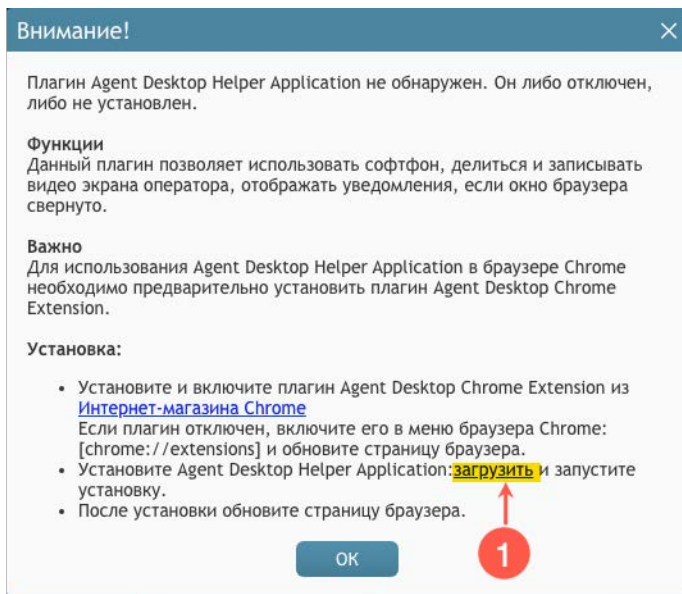 Внимание!
Плагин Agent Desktop Helper Application не обнаружен. Он либо отключен,
либо не установлен.
Функции
Данный плагин позволяет использовать софтфон, делиться и записывать
видео экрана оператора, отображать уведомления, если окно браузера
свернуто.
Важно
Для использования Agent Desktop Helper Application в браузере Chrome
необходимо предварительно установить плагин Agent Desktop Chrome
Extension.
Установка:
• Установите и включите плагин Agent Desktop Chrome Extension из
Интернет-магазина Chrome
Если плагин отключен, включите его в меню браузера Chrome:
[chrome://extensions] и обновите страницу браузера.
• Установите Agent Desktop Helper Application:загрузить и запустите
установку.
• После установки обновите страницу браузера.
ОК
1